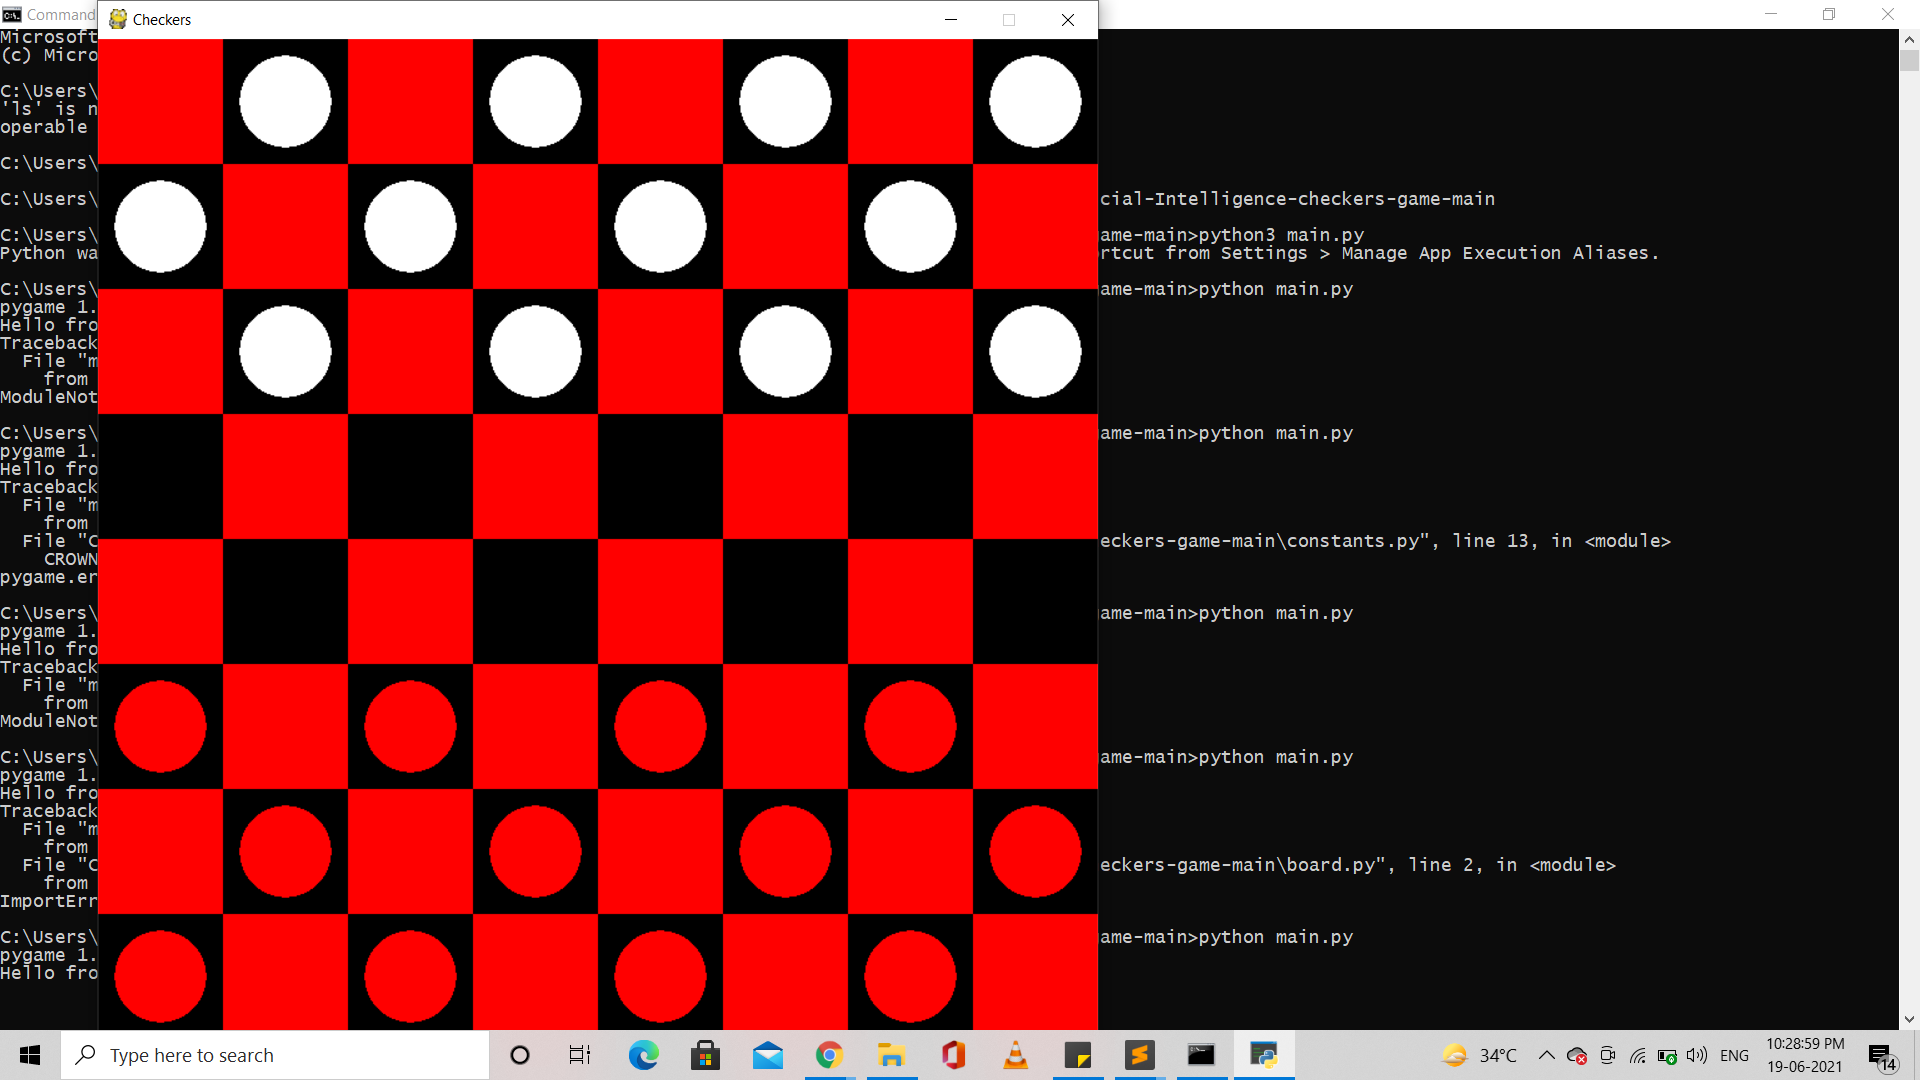 Command
Checkers
Microsoft
(c) Micro
C:\Users\
'ls' is n
operable
C:\Users\
C:\Users\ cial-Intelligence-checkers-game-main
C:\Users\ ame-main>python3 main.py
Python wa rtcut from Settings > Manage App Execution Aliases.
C:\Users\ ame-main>python main.py
pygame 1.
Hello fro
Traceback
File "m
from
ModuleNot
C:\Users\ ame-main>python main.py
pygame 1.
Hello fro
Traceback
File "m
from
File "C eckers-game-main\constants.py", line 13, in <module>
CROWN
pygame.er
C:\Users\ ame-main>python main.py
pygame 1.
Hello fro
Traceback
File "m
from
ModuleNot
C:\Users\ ame-main>python main.py
pygame 1.
Hello fro
Traceback
File "m
from
File "C eckers-game-main\board.py", line 2, in <module>
from
ImportErr
C:\Users\ ame-main>python main.py
pygame 1.
Hello fro
Type here to search
34°C
ENG
10:28:59 PM
19-06-2021
14